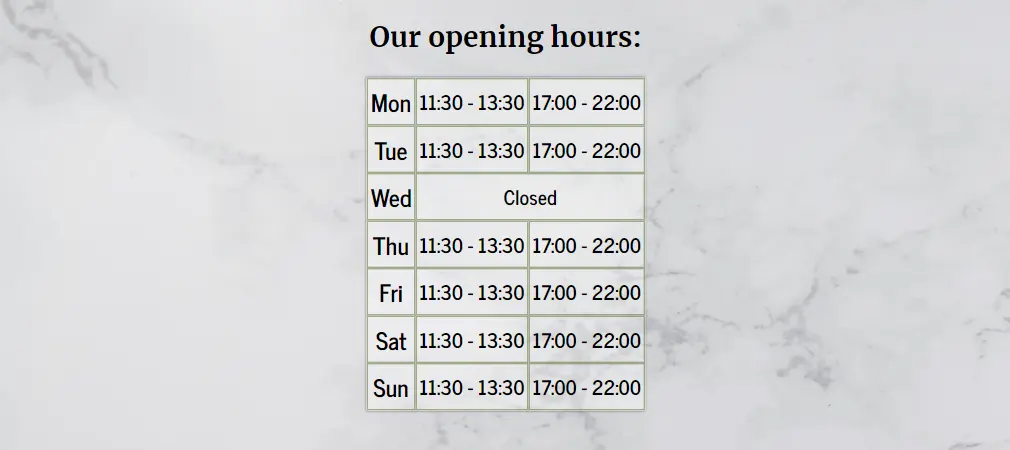 Our opening hours:
Mon 11:30 - 13:30 17:00 - 22:00
Tue 11:30 - 13:30 17:00 - 22:00
Wed Closed
Thu 11:30 - 13:30 17:00 - 22:00
Fri 11:30 - 13:30 17:00 - 22:00
Sat 11:30 - 13:30 17:00 - 22:00
Sun 11:30 - 13:30 17:00 - 22:00